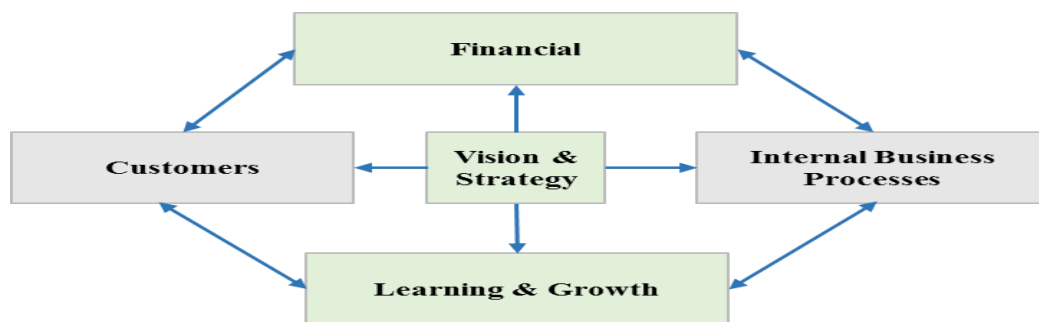 Financial
Customers
Vision & 
Strategy
Internal Business
Processes
Learning & Growth